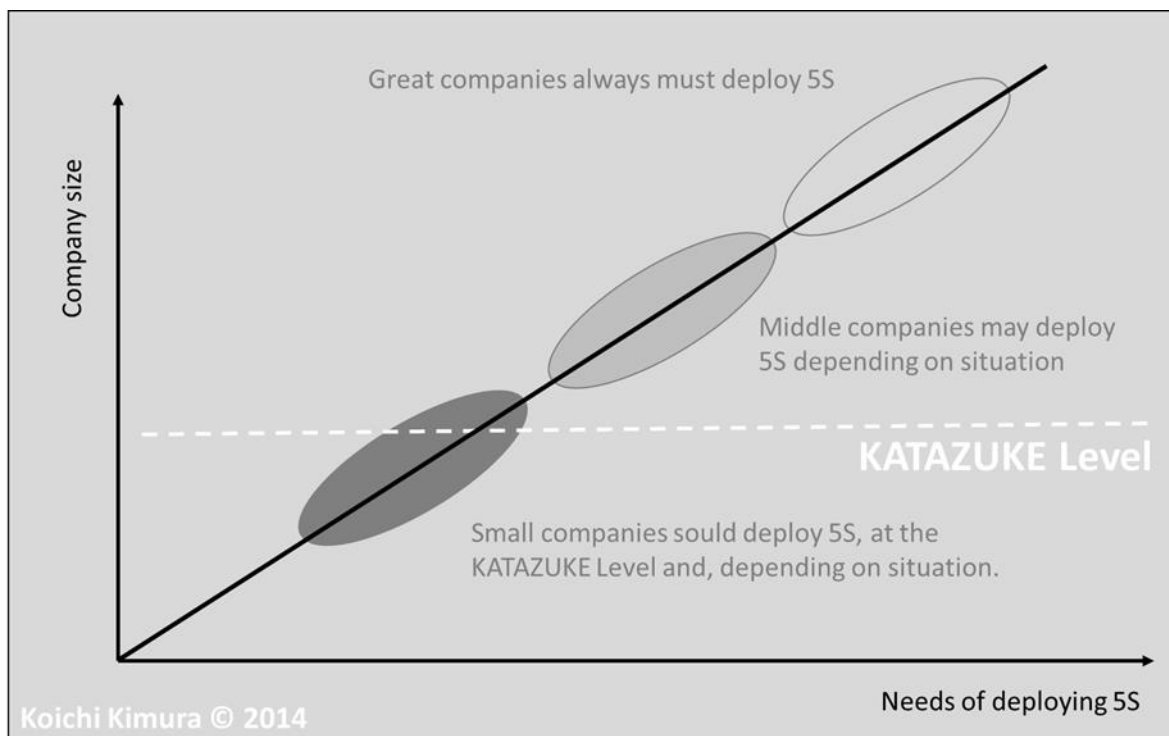 Great companies always must deploy 5S
Company size
Middle companies may deploy
5S depending on situation
KATAZUKE Level
Small companies sould deploy 5S, at the
KATAZUKE Level and, depending on situation.
Needs of deploying 5S
Koichi Kimura © 2014